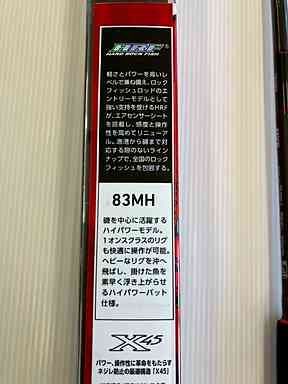 HRF®
HARD ROCK FISH
軽さとパワーを高いレ
ベルで兼ね備え、ロック
フィッシュロッドのエ
ントリーモデルとして
強い支持を受けるHRF
が、エアセンサーシート
を搭載し、感度と操作
性を高めてリニューア
ル。漁港から磯まで対
応する隙のないライン
ナップで、全国のロック
フィッシュを包囲する。
83MH
磯を中心に活躍する
ハイパワーモデル。
1オンスクラスのリグ
も快適に操作が可能。
ヘビーなリグを沖へ
飛ばし、掛けた魚を
素早く浮き上がらせ
るハイパワーバット
仕様。
X45
パワー、操作性に革命をもたらす
ネジレ防止の最適構造「X45」